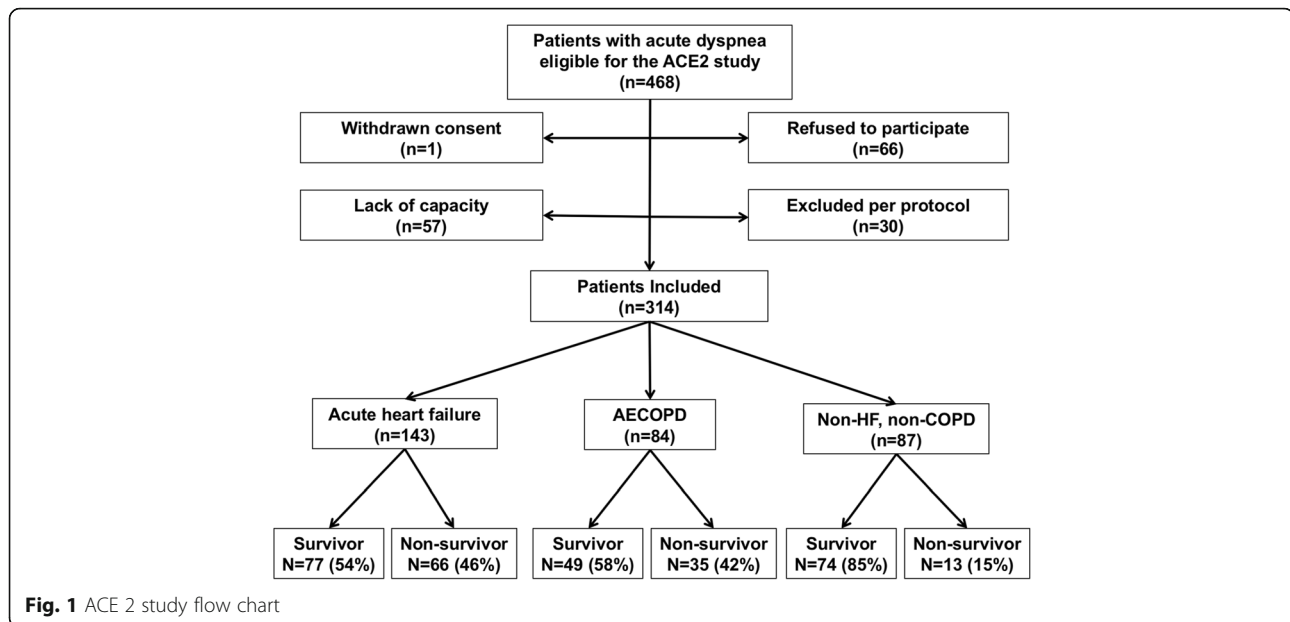 Patients with acute dyspnea
eligible for the ACE2 study
(n=468)
Withdrawn consent
(n=1)
Refused to participate
(n=66)
Lack of capacity
(n=57)
Excluded per protocol
(n=30)
Patients Included
(n=314)
Acute heart failure
(n=143)
AECOPD
(n=84)
Non-HF, non-COPD
(n=87)
Survivor
N=77 (54%)
Non-survivor
N=66 (46%)
Survivor
N=49 (58%)
Non-survivor
N=35 (42%)
Survivor
N=74 (85%)
Non-survivor
N=13 (15%)
Fig. 1 ACE 2 study flow chart